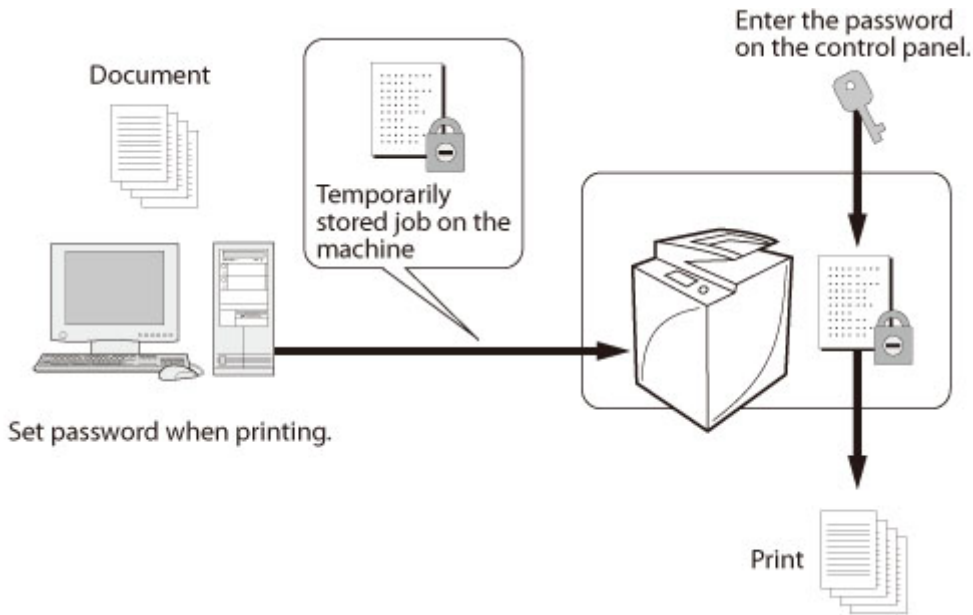 Document
Set password when printing.
Temporarily
stored job on the
machine
Enter the password
on the control panel.
Print